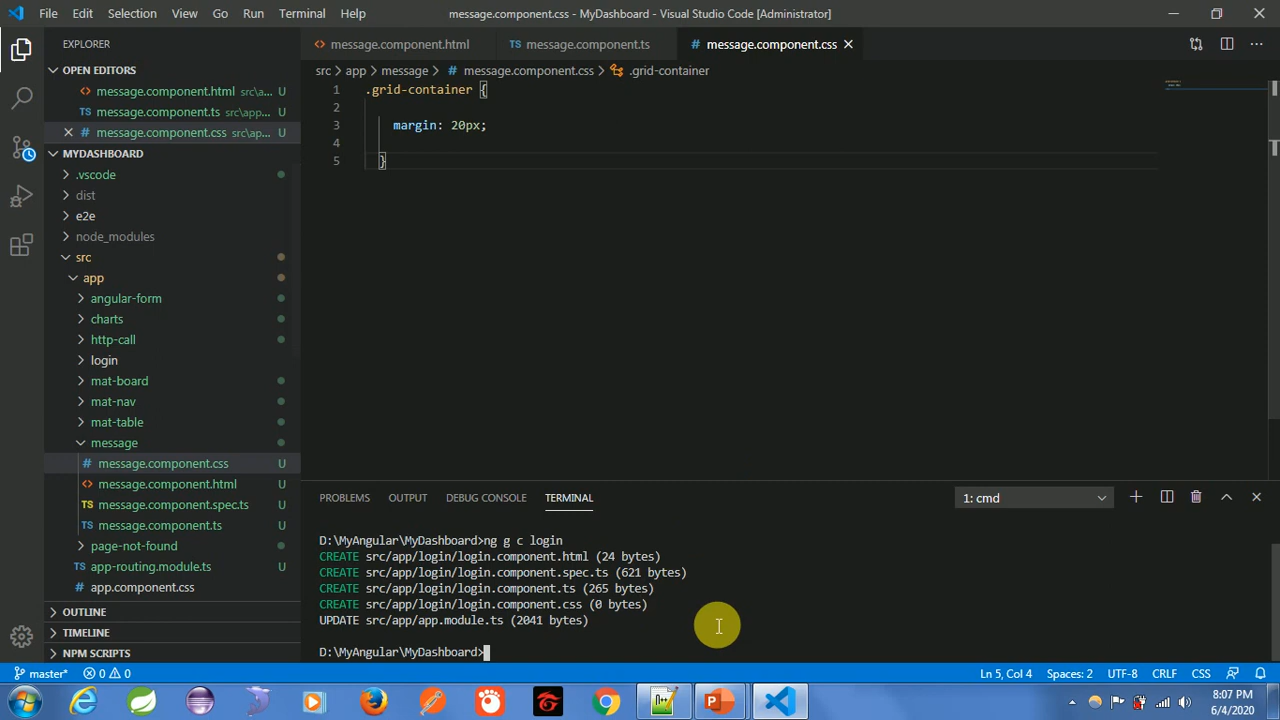 File Edit Selection View Go Run Terminal Help
message.component.css - MyDashboard - Visual Studio Code [Administrator]
EXPLORER
OPEN EDITORS
message.component.html src\a... U
TS message.component.ts src\app... U
# message.component.css src\app... U
MYDASHBOARD
.vscode
dist
e2e
node_modules
src
app
angular-form
charts
http-call
login
mat-board
mat-nav
mat-table
message
# message.component.css U
message.component.html U
TS message.component.spec.ts U
TS message.component.ts U
page-not-found
TS app-routing.module.ts U
# app.component.css
OUTLINE
TIMELINE
NPM SCRIPTS
message.component.html TS message.component.ts # message.component.css
src > app > message > # message.component.css > .grid-container
1 .grid-container {
2
3 margin: 20px;
4
5 }
PROBLEMS OUTPUT DEBUG CONSOLE TERMINAL 1: cmd
D:\MyAngular\MyDashboard>ng g c login
CREATE src/app/login/login.component.html (24 bytes)
CREATE src/app/login/login.component.spec.ts (621 bytes)
CREATE src/app/login/login.component.ts (265 bytes)
CREATE src/app/login/login.component.css (0 bytes)
UPDATE src/app/app.module.ts (2041 bytes)
D:\MyAngular\MyDashboard>
master* 0 0 Ln 5, Col 4 Spaces: 2 UTF-8 CRLF CSS
8:07 PM
6/4/2020